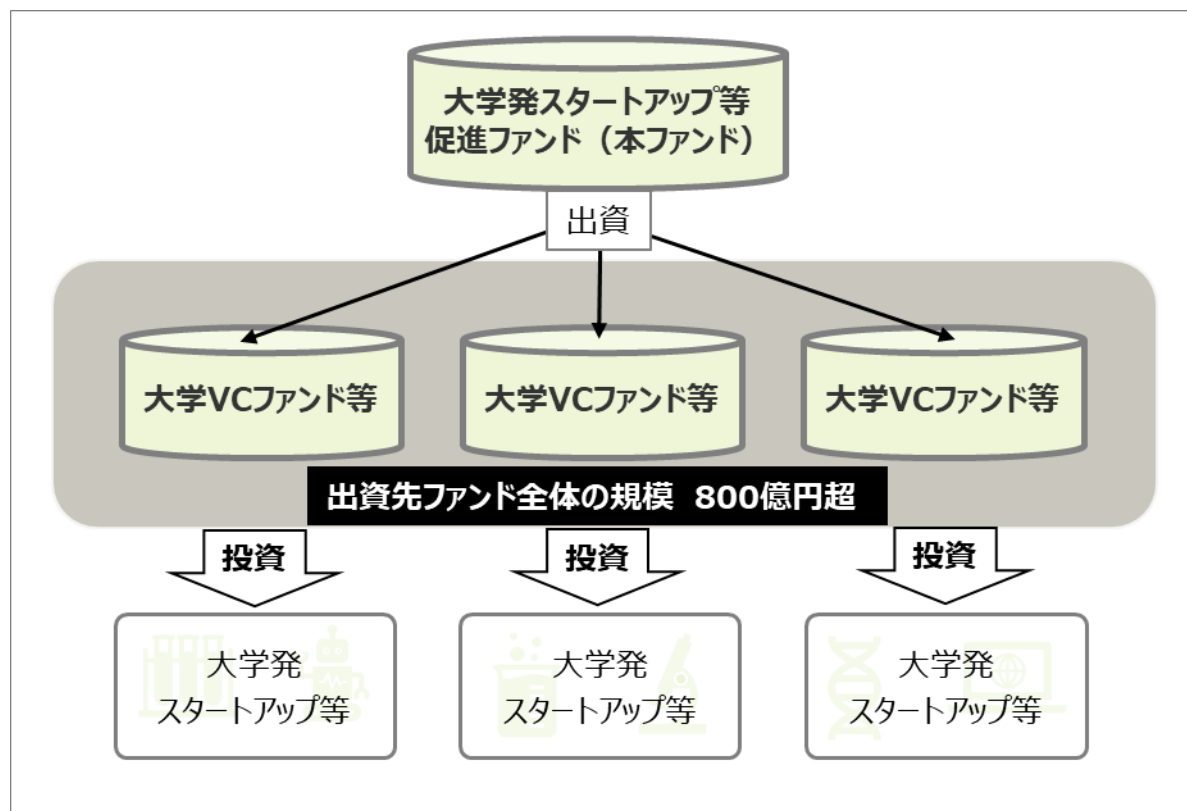 大学発スタートアップ等
促進ファンド（本ファンド）
出資
大学VCファンド等
大学VCファンド等
大学VCファンド等
出資先ファンド全体の規模 800億円超
投資
投資
投資
大学発
スタートアップ等
大学発
スタートアップ等
大学発
スタートアップ等